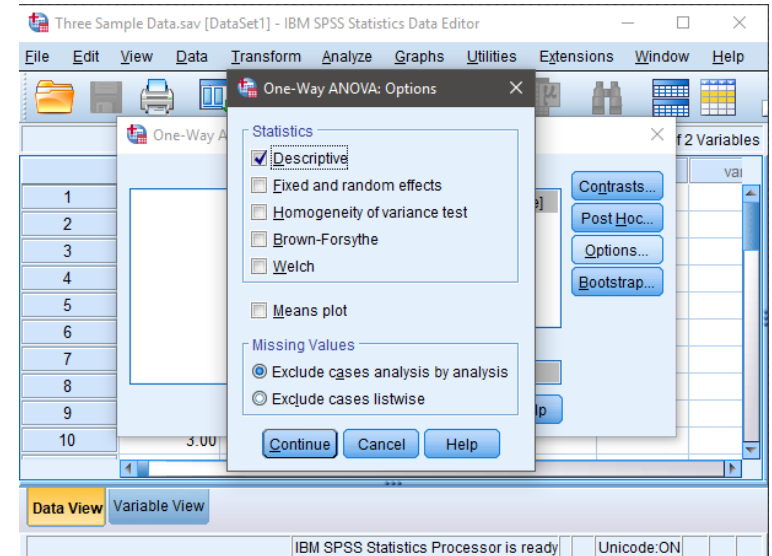 Three Sample Data.sav [DataSet1] - IBM SPSS Statistics Data Editor
File Edit View Data Transform Analyze Graphs Utilities Extensions Window Help
One-Way ANOVA: Options
One-Way A
f 2 Variables
Statistics
Descriptive
Fixed and random effects
Homogeneity of variance test
Brown-Forsythe
Welch
Means plot
Missing Values
Exclude cases analysis by analysis
Exclude cases listwise
Continue Cancel Help
e]
Contrasts...
Post Hoc...
Options...
Bootstrap...
lp
var
1
2
3
4
5
6
7
8
9
10 3.00
Data View Variable View
IBM SPSS Statistics Processor is ready Unicode:ON